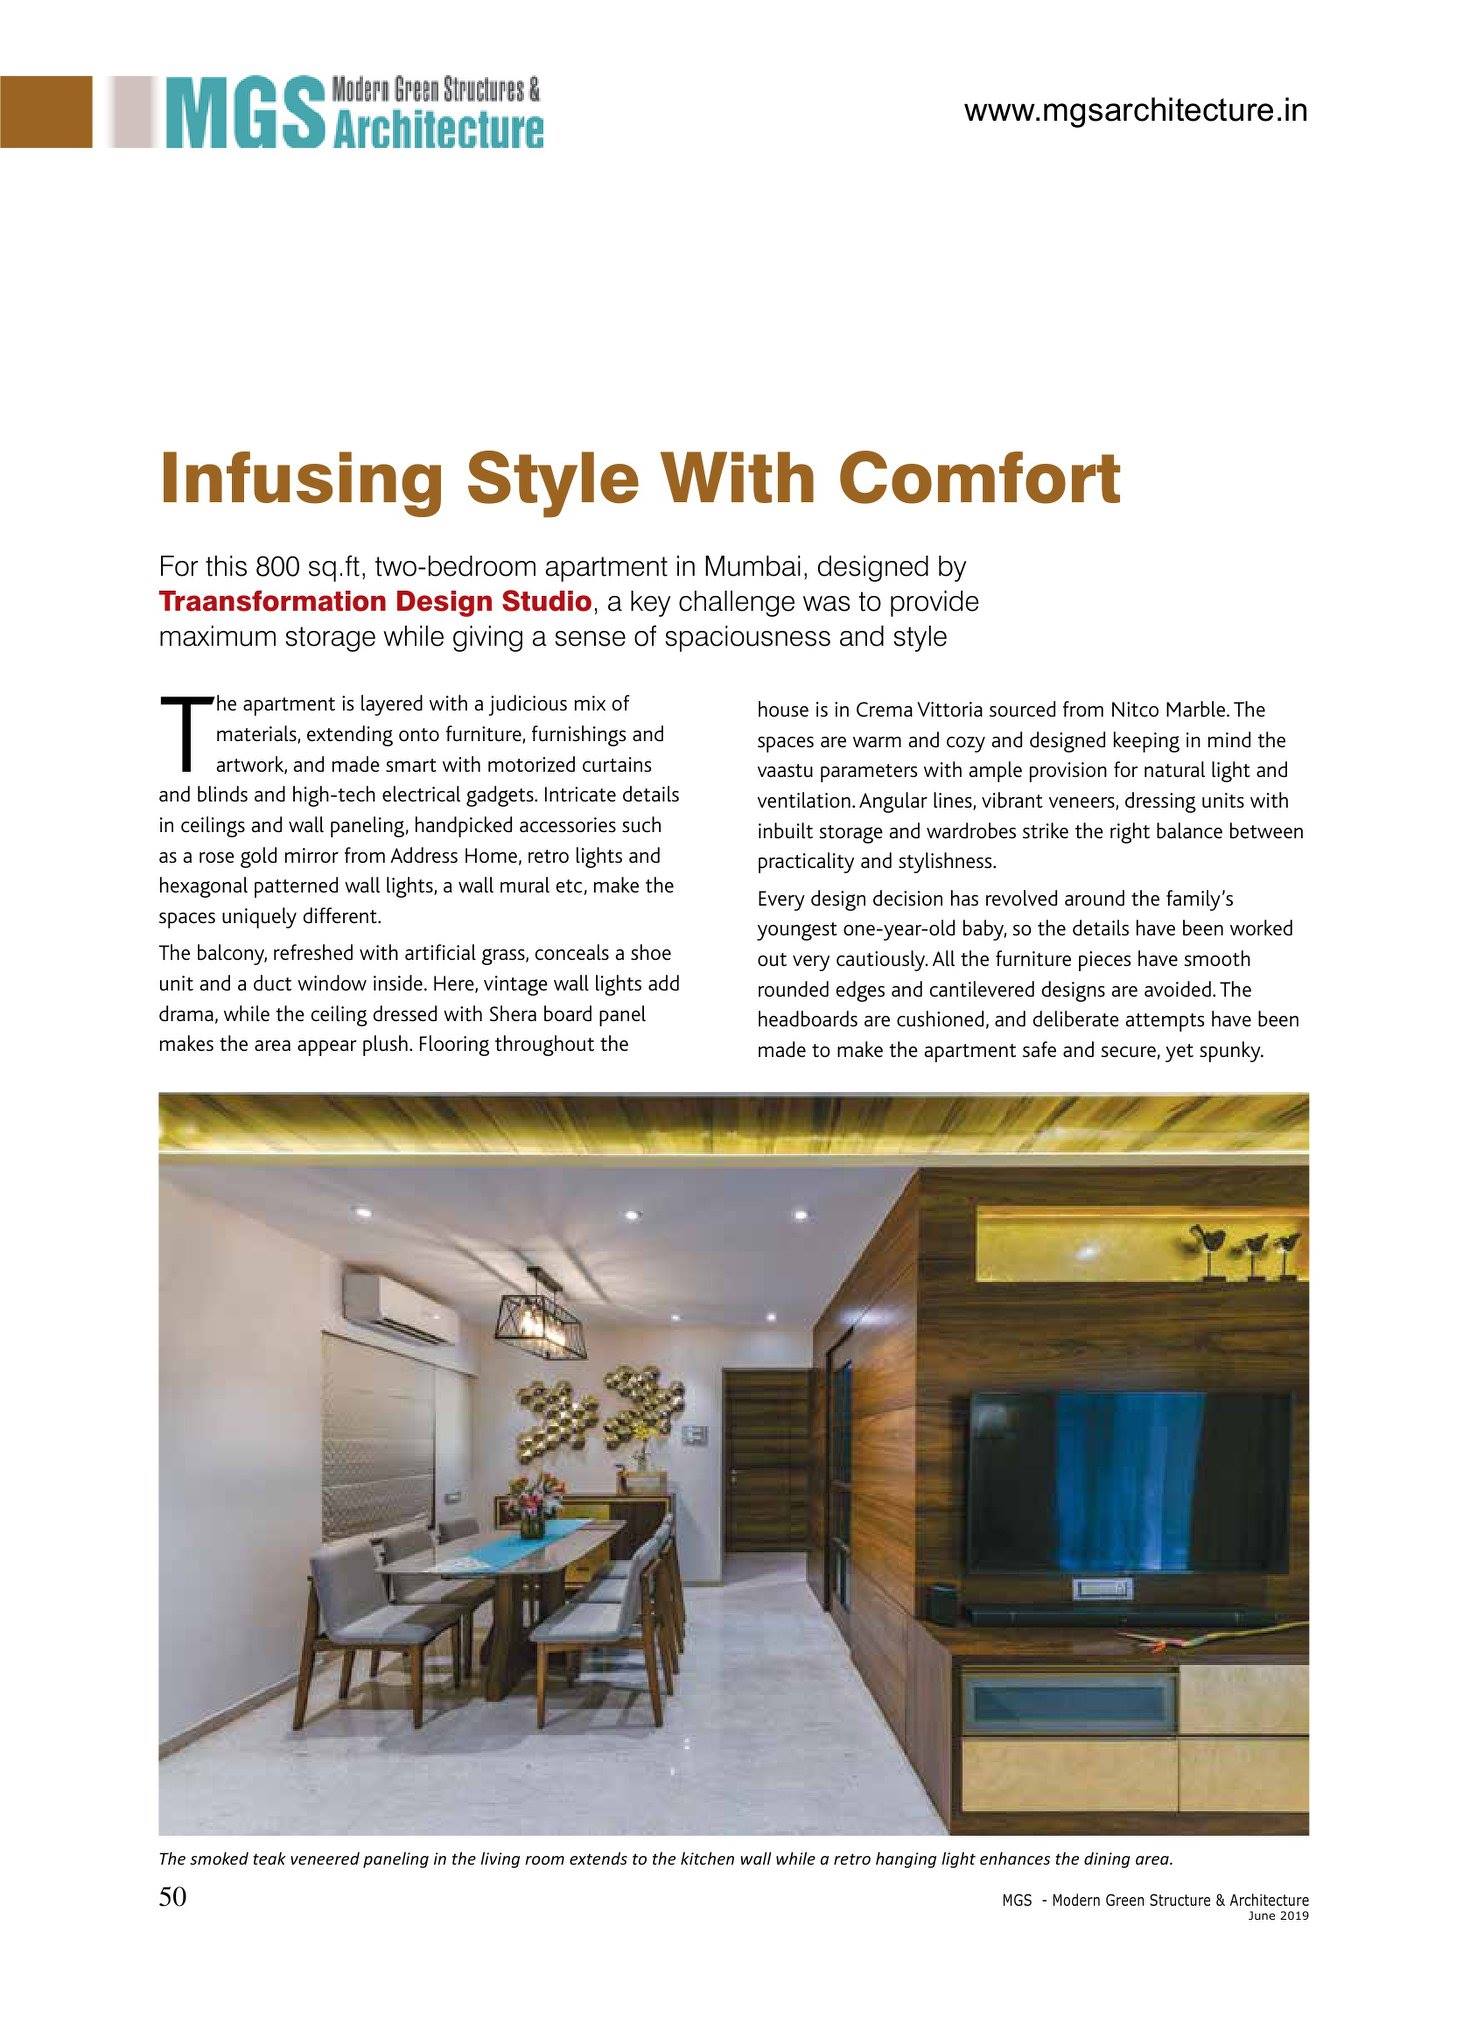 MGS Modern Green Structures &
Architecture
www.mgsarchitecture.in
Infusing Style With Comfort
For this 800 sq.ft, two-bedroom apartment in Mumbai, designed by
Traansformation Design Studio, a key challenge was to provide
maximum storage while giving a sense of spaciousness and style
The apartment is layered with a judicious mix of
materials, extending onto furniture, furnishings and
artwork, and made smart with motorized curtains
and blinds and high-tech electrical gadgets. Intricate details
in ceilings and wall paneling, handpicked accessories such
as a rose gold mirror from Address Home, retro lights and
hexagonal patterned wall lights, a wall mural etc, make the
spaces uniquely different.
The balcony, refreshed with artificial grass, conceals a shoe
unit and a duct window inside. Here, vintage wall lights add
drama, while the ceiling dressed with Shera board panel
makes the area appear plush. Flooring throughout the
house is in Crema Vittoria sourced from Nitco Marble. The
spaces are warm and cozy and designed keeping in mind the
vaastu parameters with ample provision for natural light and
ventilation. Angular lines, vibrant veneers, dressing units with
inbuilt storage and wardrobes strike the right balance between
practicality and stylishness.
Every design decision has revolved around the family's
youngest one-year-old baby, so the details have been worked
out very cautiously. All the furniture pieces have smooth
rounded edges and cantilevered designs are avoided. The
headboards are cushioned, and deliberate attempts have been
made to make the apartment safe and secure, yet spunky.
The smoked teak veneered paneling in the living room extends to the kitchen wall while a retro hanging light enhances the dining area.
50
MGS - Modern Green Structure & Architecture
June 2019